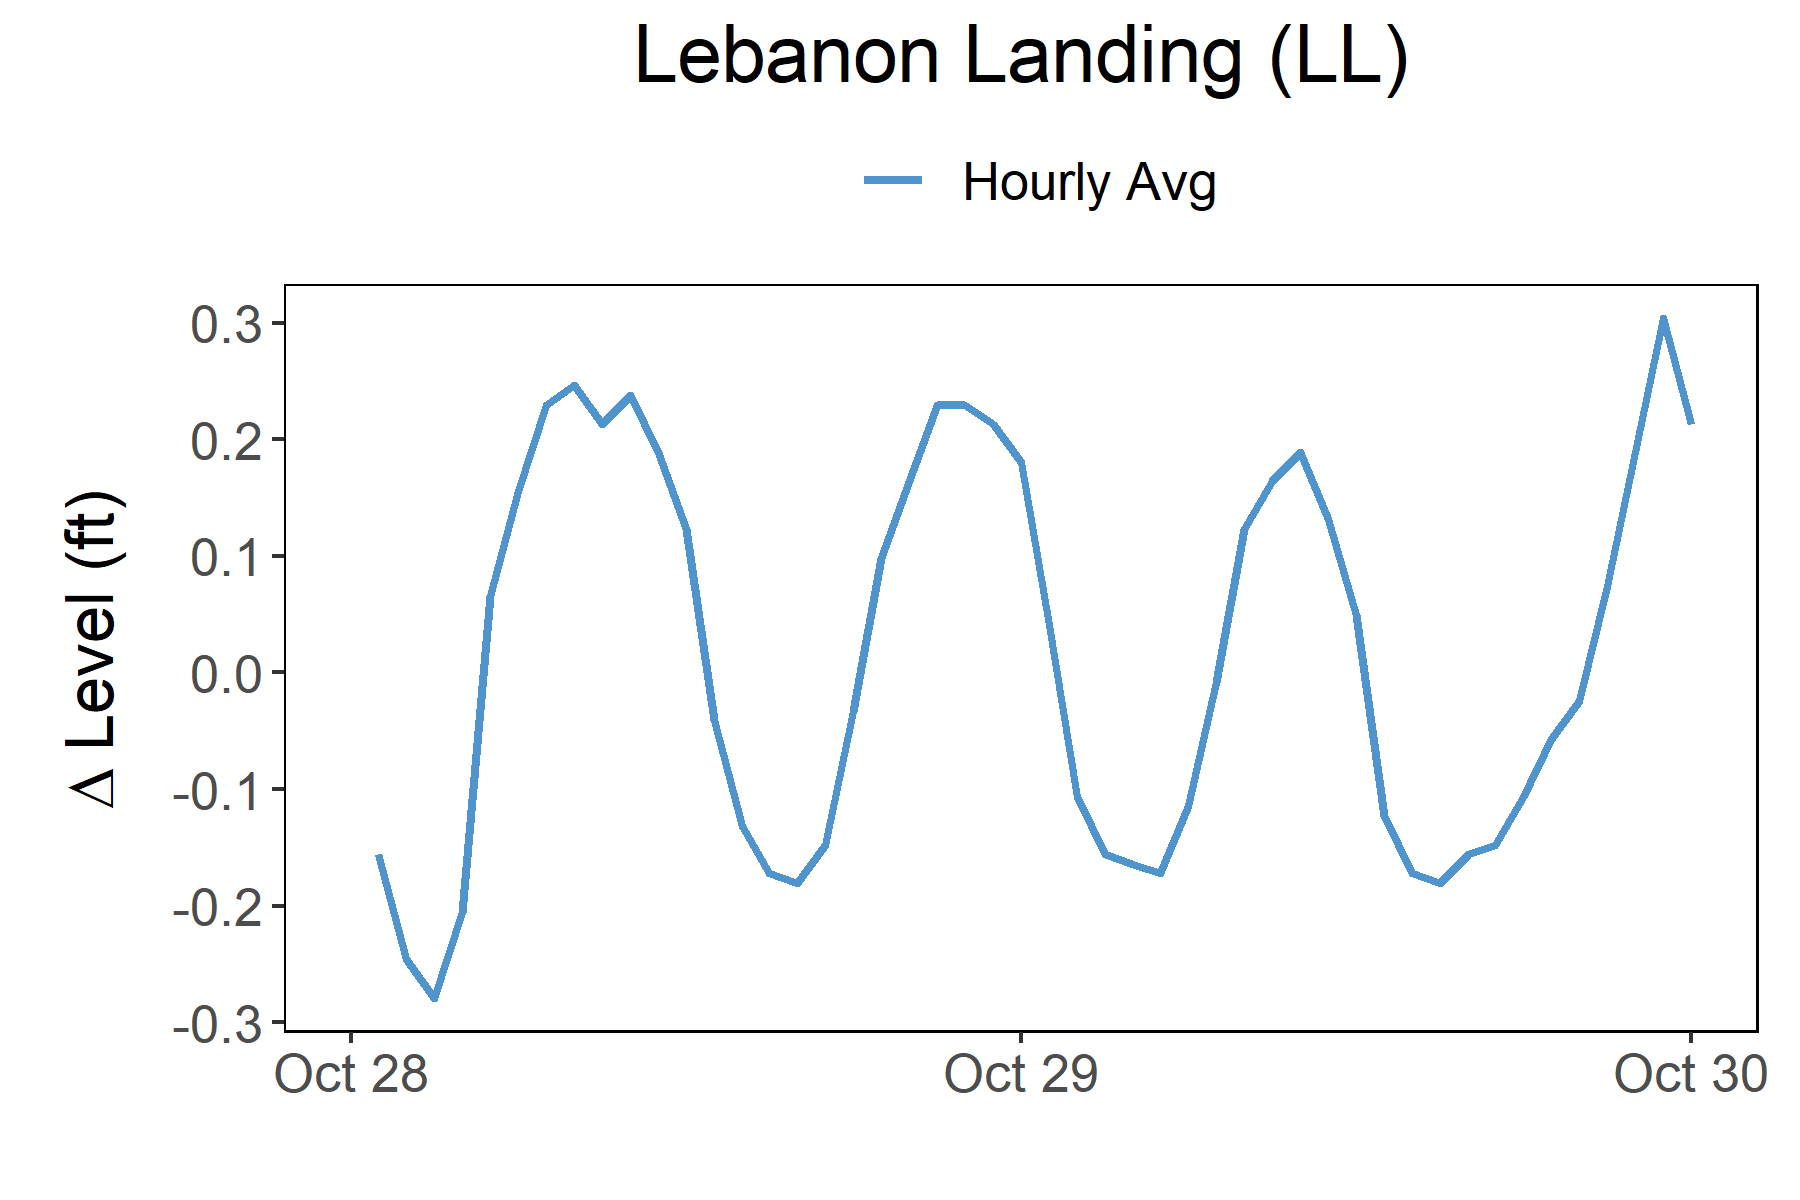 Lebanon Landing (LL)
Hourly Avg
Δ Level (ft)
0.3
0.2
0.1
0.0
-0.1
-0.2
-0.3
Oct 28 Oct 29 Oct 30